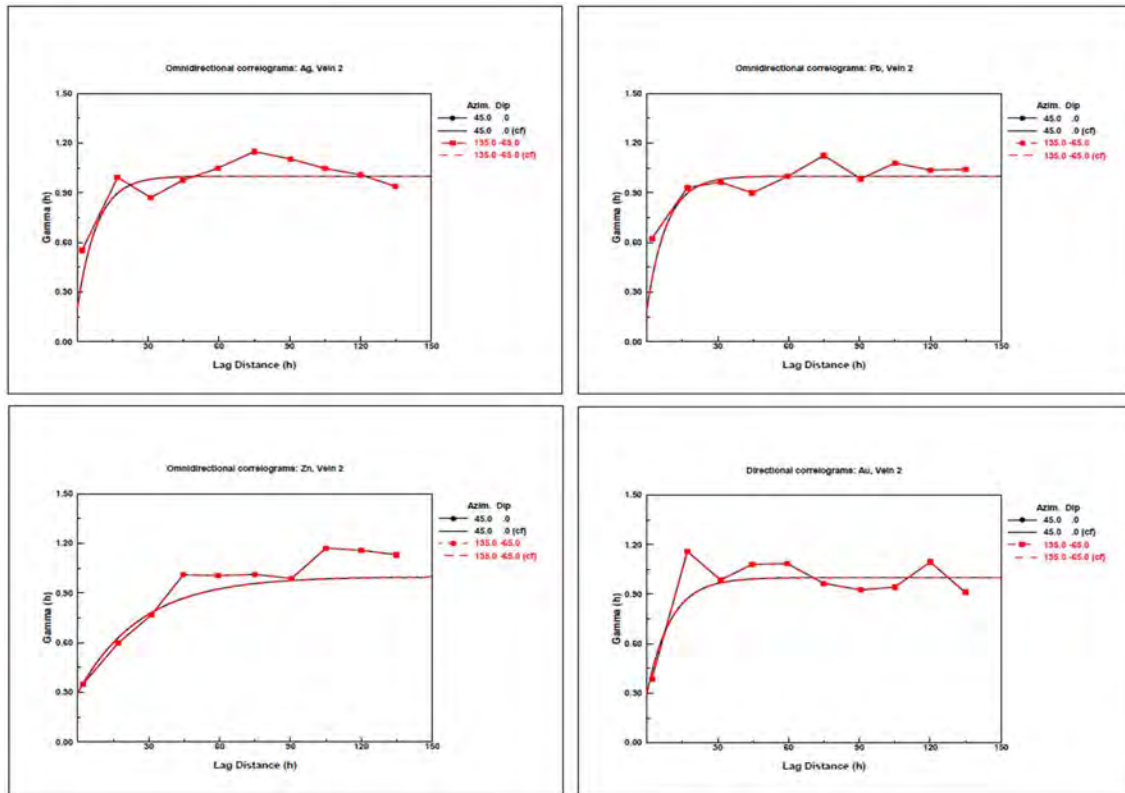 Omnidirectional correlograms: Ag, Vein 2
1.50
1.20
0.90
0.60
0.30
0.00
Gamma (h)
30
60
90
120
150
Lag Distance (h)
Azim. Dip
45.0 .0
45.0 .0 (cf)
135.0 -65.0
135.0 -65.0 (cf)
Omnidirectional correlograms: Pb, Vein 2
1.50
1.20
0.90
0.60
0.30
0.00
Gamma (h)
30
60
90
120
150
Lag Distance (h)
Azim. Dip
45.0 .0
45.0 .0 (cf)
135.0 -65.0
135.0 -65.0 (cf)
Omnidirectional correlograms: Zn, Vein 2
1.50
1.20
0.90
0.60
0.30
0.00
Gamma (h)
30
60
90
120
150
Lag Distance (h)
Azim. Dip
45.0 .0
45.0 .0 (cf)
135.0 -65.0
135.0 -65.0 (cf)
Directional correlograms: Au, Vein 2
1.50
1.20
0.90
0.60
0.30
0.00
Gamma (h)
30
60
90
120
150
Lag Distance (h)
Azim. Dip
45.0 .0
45.0 .0 (cf)
135.0 -65.0
135.0 -65.0 (cf)